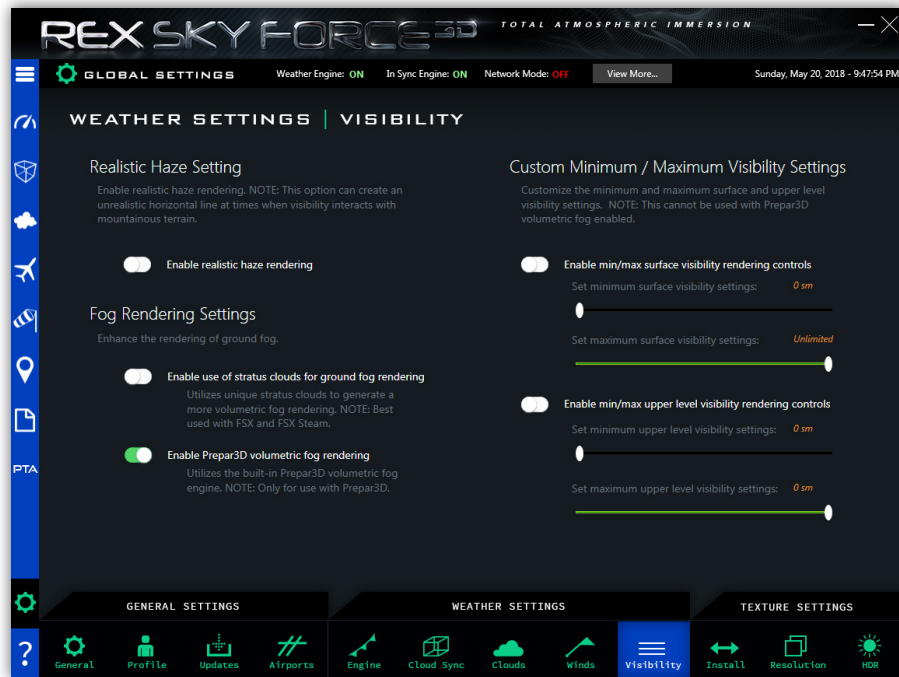 REX SKY FORCE 3D
TOTAL ATMOSPHERIC IMMERSION
GLOBAL SETTINGS
Weather Engine: ON
In Sync Engine: ON
Network Mode: OFF
View More...
Sunday, May 20, 2018 - 9:47:54 PM
WEATHER SETTINGS | VISIBILITY
Realistic Haze Setting
Enable realistic haze rendering. NOTE: This option can create an
unrealistic horizontal line at times when visibility interacts with
mountainous terrain.
Enable realistic haze rendering
Fog Rendering Settings
Enhance the rendering of ground fog.
Enable use of stratus clouds for ground fog rendering
Utilizes unique stratus clouds to generate a
more volumetric fog rendering. NOTE: Best
used with FSX and FSX Steam.
Enable Prepar3D volumetric fog rendering
Utilizes the built-in Prepar3D volumetric fog
engine. NOTE: Only for use with Prepar3D.
Custom Minimum / Maximum Visibility Settings
Customize the minimum and maximum surface and upper level
visibility settings. NOTE: This cannot be used with Prepar3D
volumetric fog enabled.
Enable min/max surface visibility rendering controls
Set minimum surface visibility settings: 0 sm
Set maximum surface visibility settings: Unlimited
Enable min/max upper level visibility rendering controls
Set minimum upper level visibility settings: 0 sm
Set maximum upper level visibility settings: 0 sm
PTA
?
GENERAL SETTINGS
WEATHER SETTINGS
TEXTURE SETTINGS
General
Profile
Updates
Airports
Engine
Cloud Sync
Clouds
Winds
Visibility
Install
Resolution
HDR